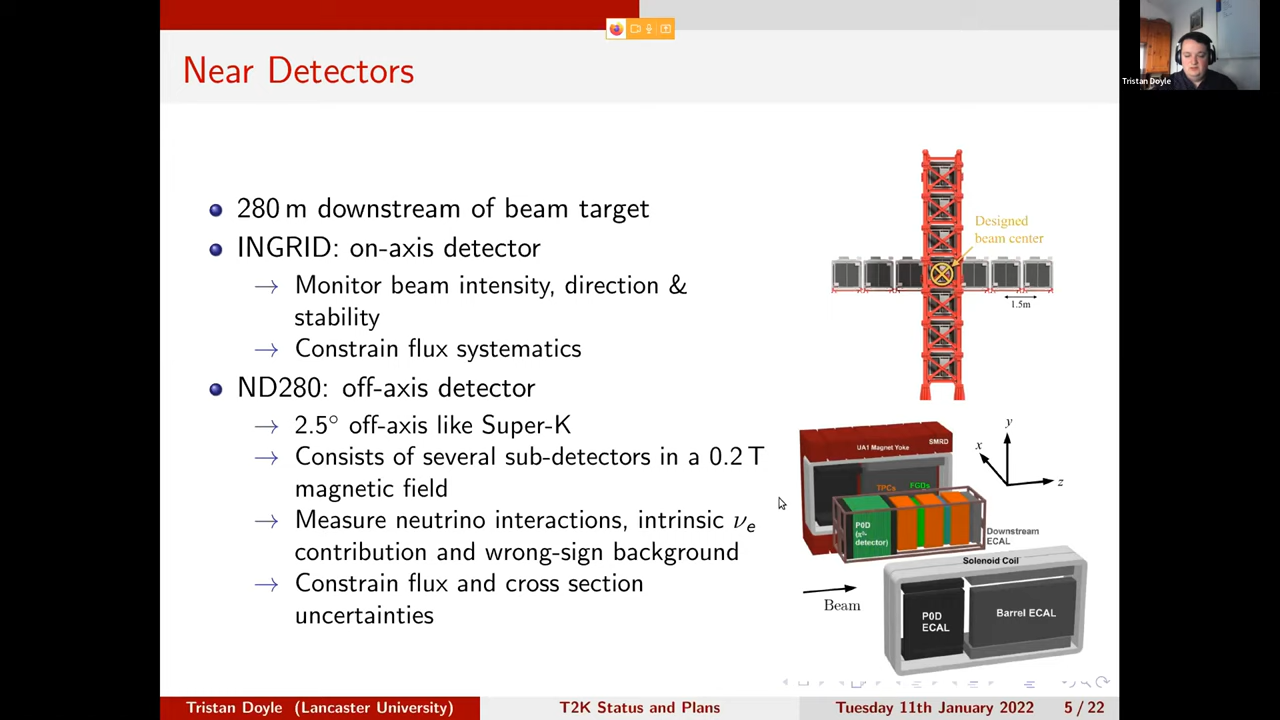 Near Detectors
Tristan Doyle
280 m downstream of beam target
INGRID: on-axis detector
→ Monitor beam intensity, direction &
stability
→ Constrain flux systematics
ND280: off-axis detector
→ 2.5° off-axis like Super-K
→ Consists of several sub-detectors in a 0.2 T
magnetic field
→ Measure neutrino interactions, intrinsic νe
contribution and wrong-sign background
→ Constrain flux and cross section
uncertainties
Designed
beam center
1.5m
UA1 Magnet Yoke
SMRD
TPCs
FGDs
P0D
(π⁰-
detector)
Downstream
ECAL
y
x
z
Solenoid Coil
Beam
P0D
ECAL
Barrel ECAL
Tristan Doyle (Lancaster University)
T2K Status and Plans
Tuesday 11th January 2022
5 / 22